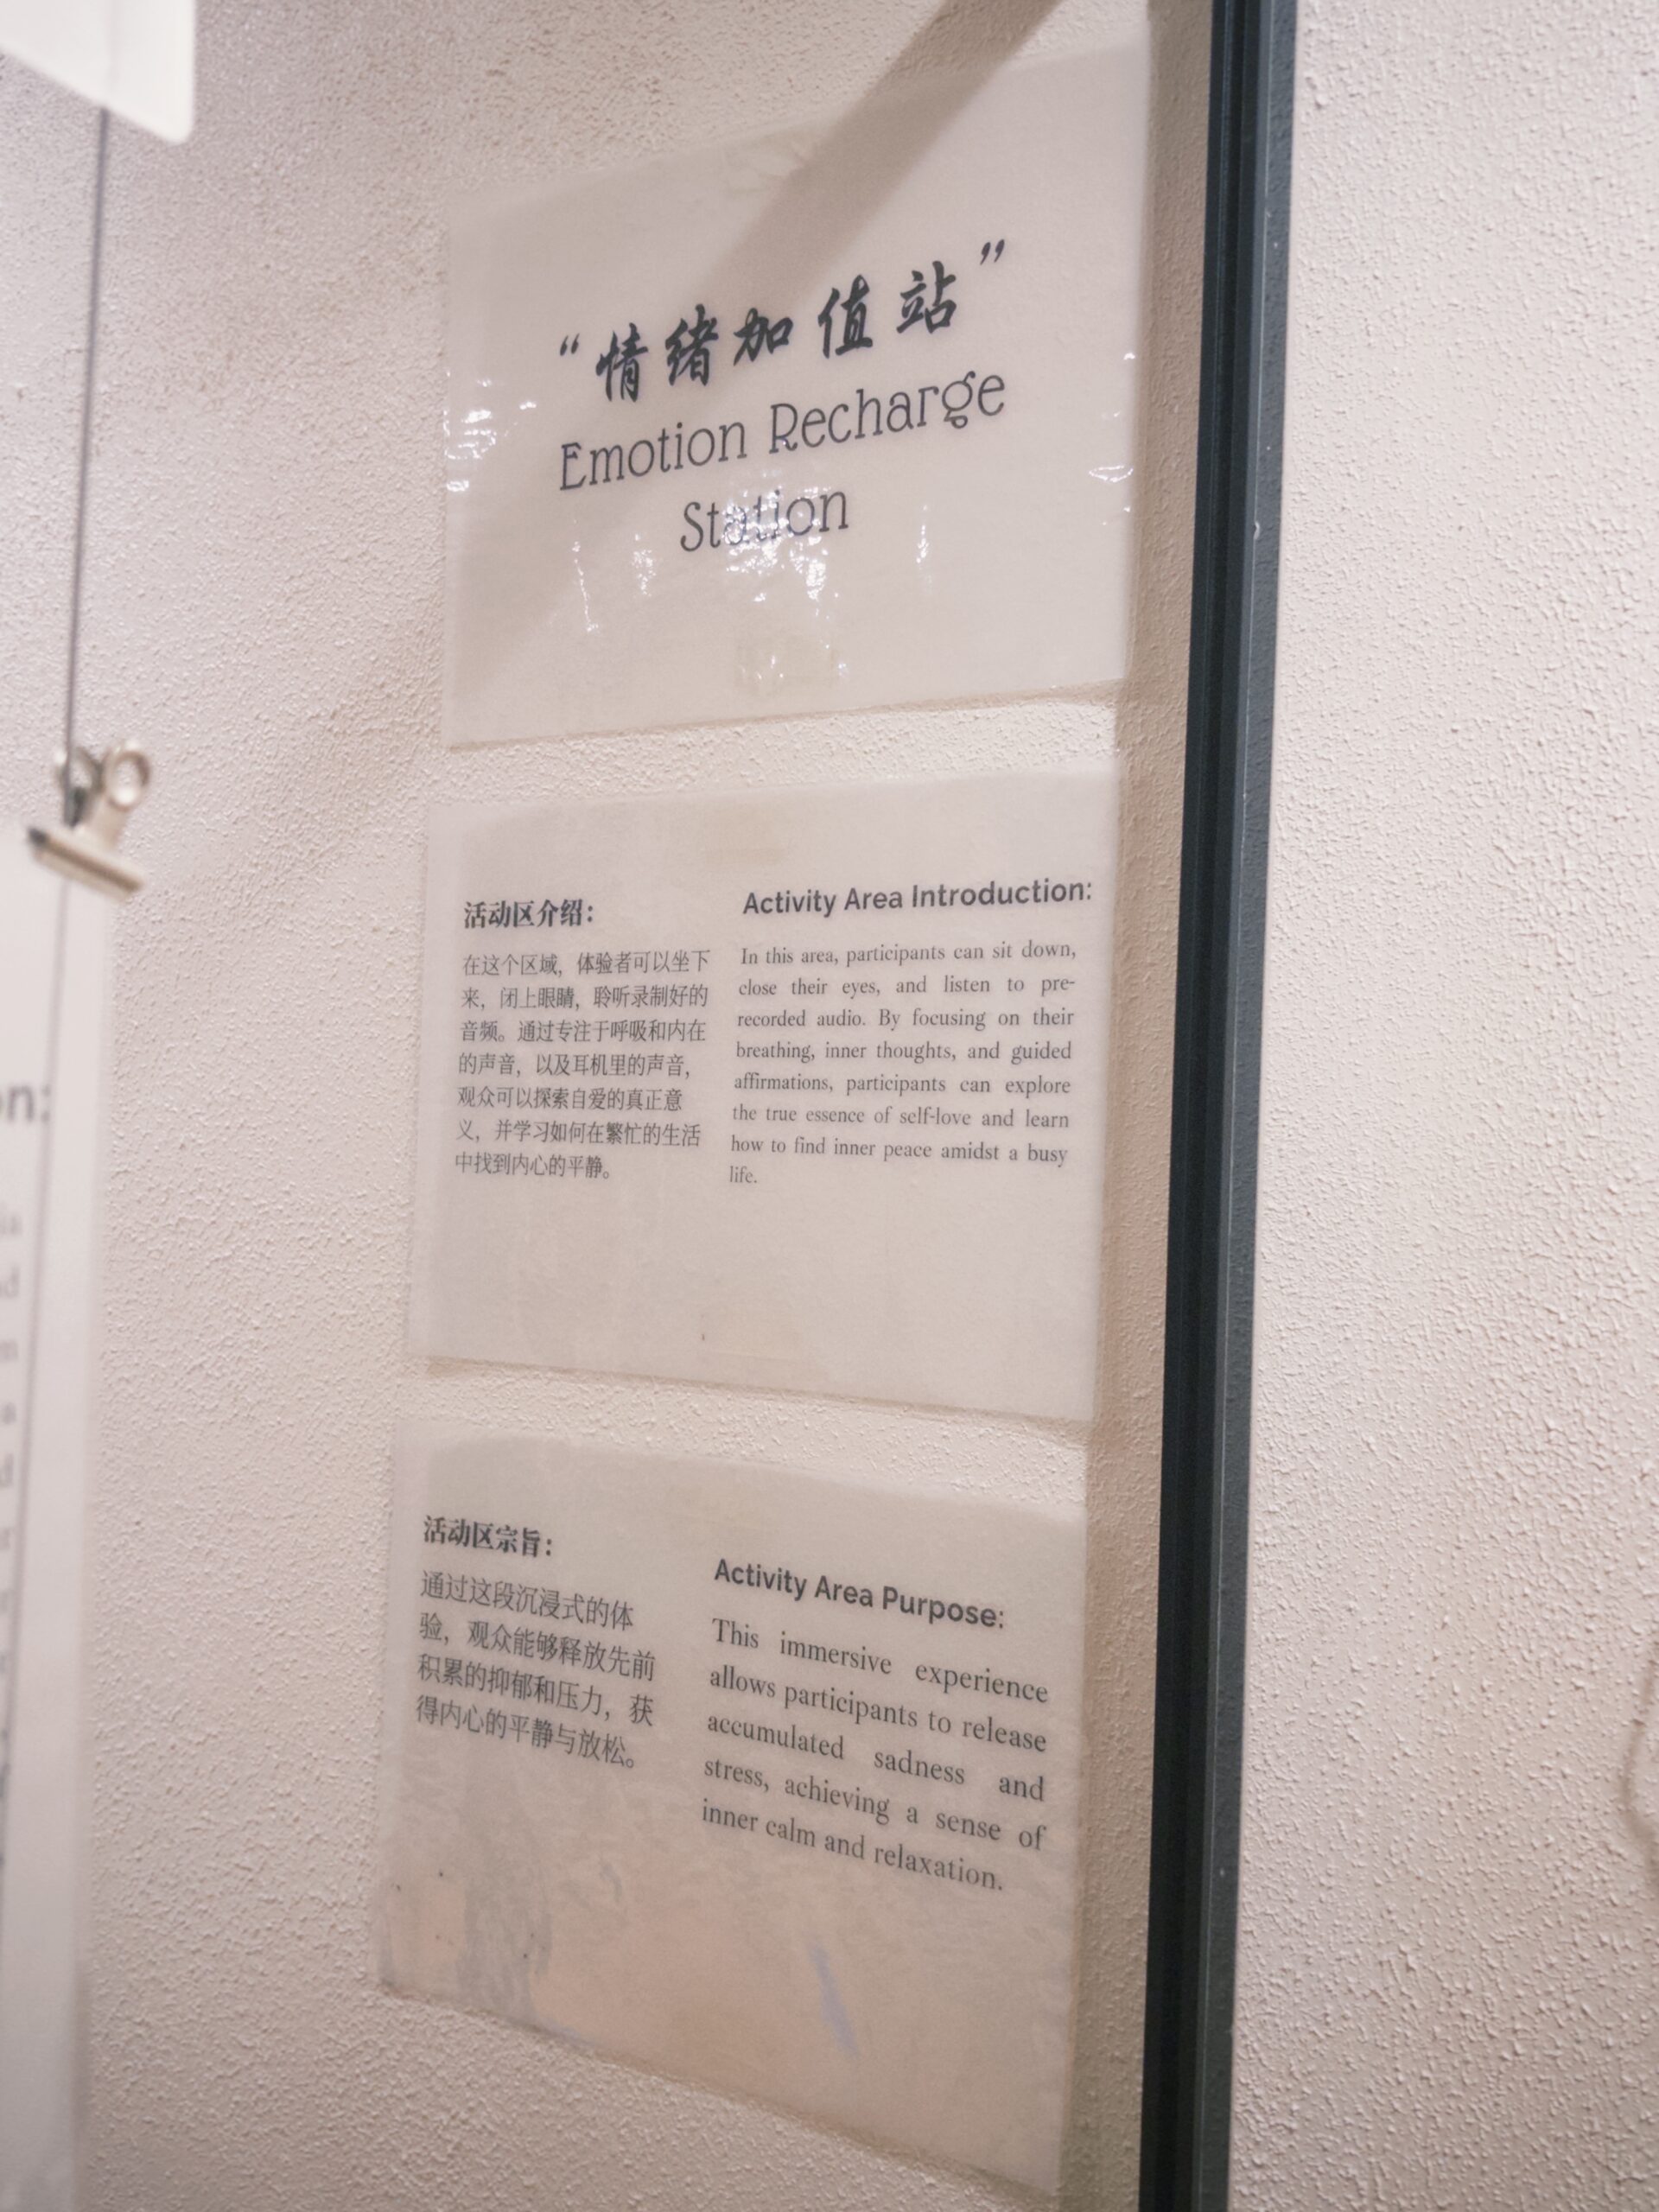 “情绪加值站”
Emotion Recharge
Station
活动区介绍：
在这个区域，体验者可以坐下
来，闭上眼睛，聆听录制好的
音频。通过专注于呼吸和内在
的声音，以及耳机里的声音，
观众可以探索自爱的真正意
义，并学习如何在繁忙的生活
中找到内心的平静。
Activity Area Introduction:
In this area, participants can sit down,
close their eyes, and listen to pre-
recorded audio. By focusing on their
breathing, inner thoughts, and guided
affirmations, participants can explore
the true essence of self-love and learn
how to find inner peace amidst a busy
life.
活动区宗旨：
通过这段沉浸式的体
验，观众能够释放先前
积累的抑郁和压力，获
得内心的平静与放松。
Activity Area Purpose:
This immersive experience
allows participants to release
accumulated sadness and
stress, achieving a sense of
inner calm and relaxation.